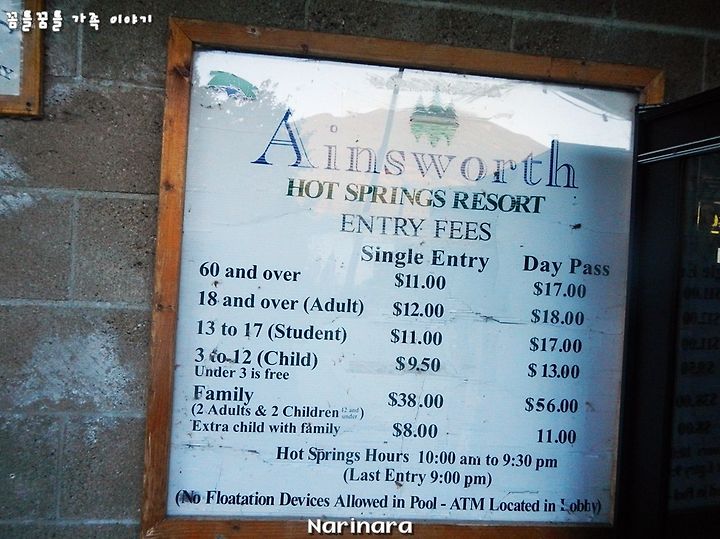 꿈틀꿈틀 가족 이야기
Ainsworth
HOT SPRINGS RESORT
ENTRY FEES
Single Entry Day Pass
60 and over $11.00 $17.00
18 and over (Adult) $12.00 $18.00
13 to 17 (Student) $11.00 $17.00
3 to 12 (Child) $9.50 $13.00
Under 3 is free
Family $38.00 $56.00
(2 Adults & 2 Children 12 and under)
Extra child with family $8.00 11.00
Hot Springs Hours 10:00 am to 9:30 pm
(Last Entry 9:00 pm)
(No Floatation Devices Allowed in Pool - ATM Located in Lobby)
Narinara